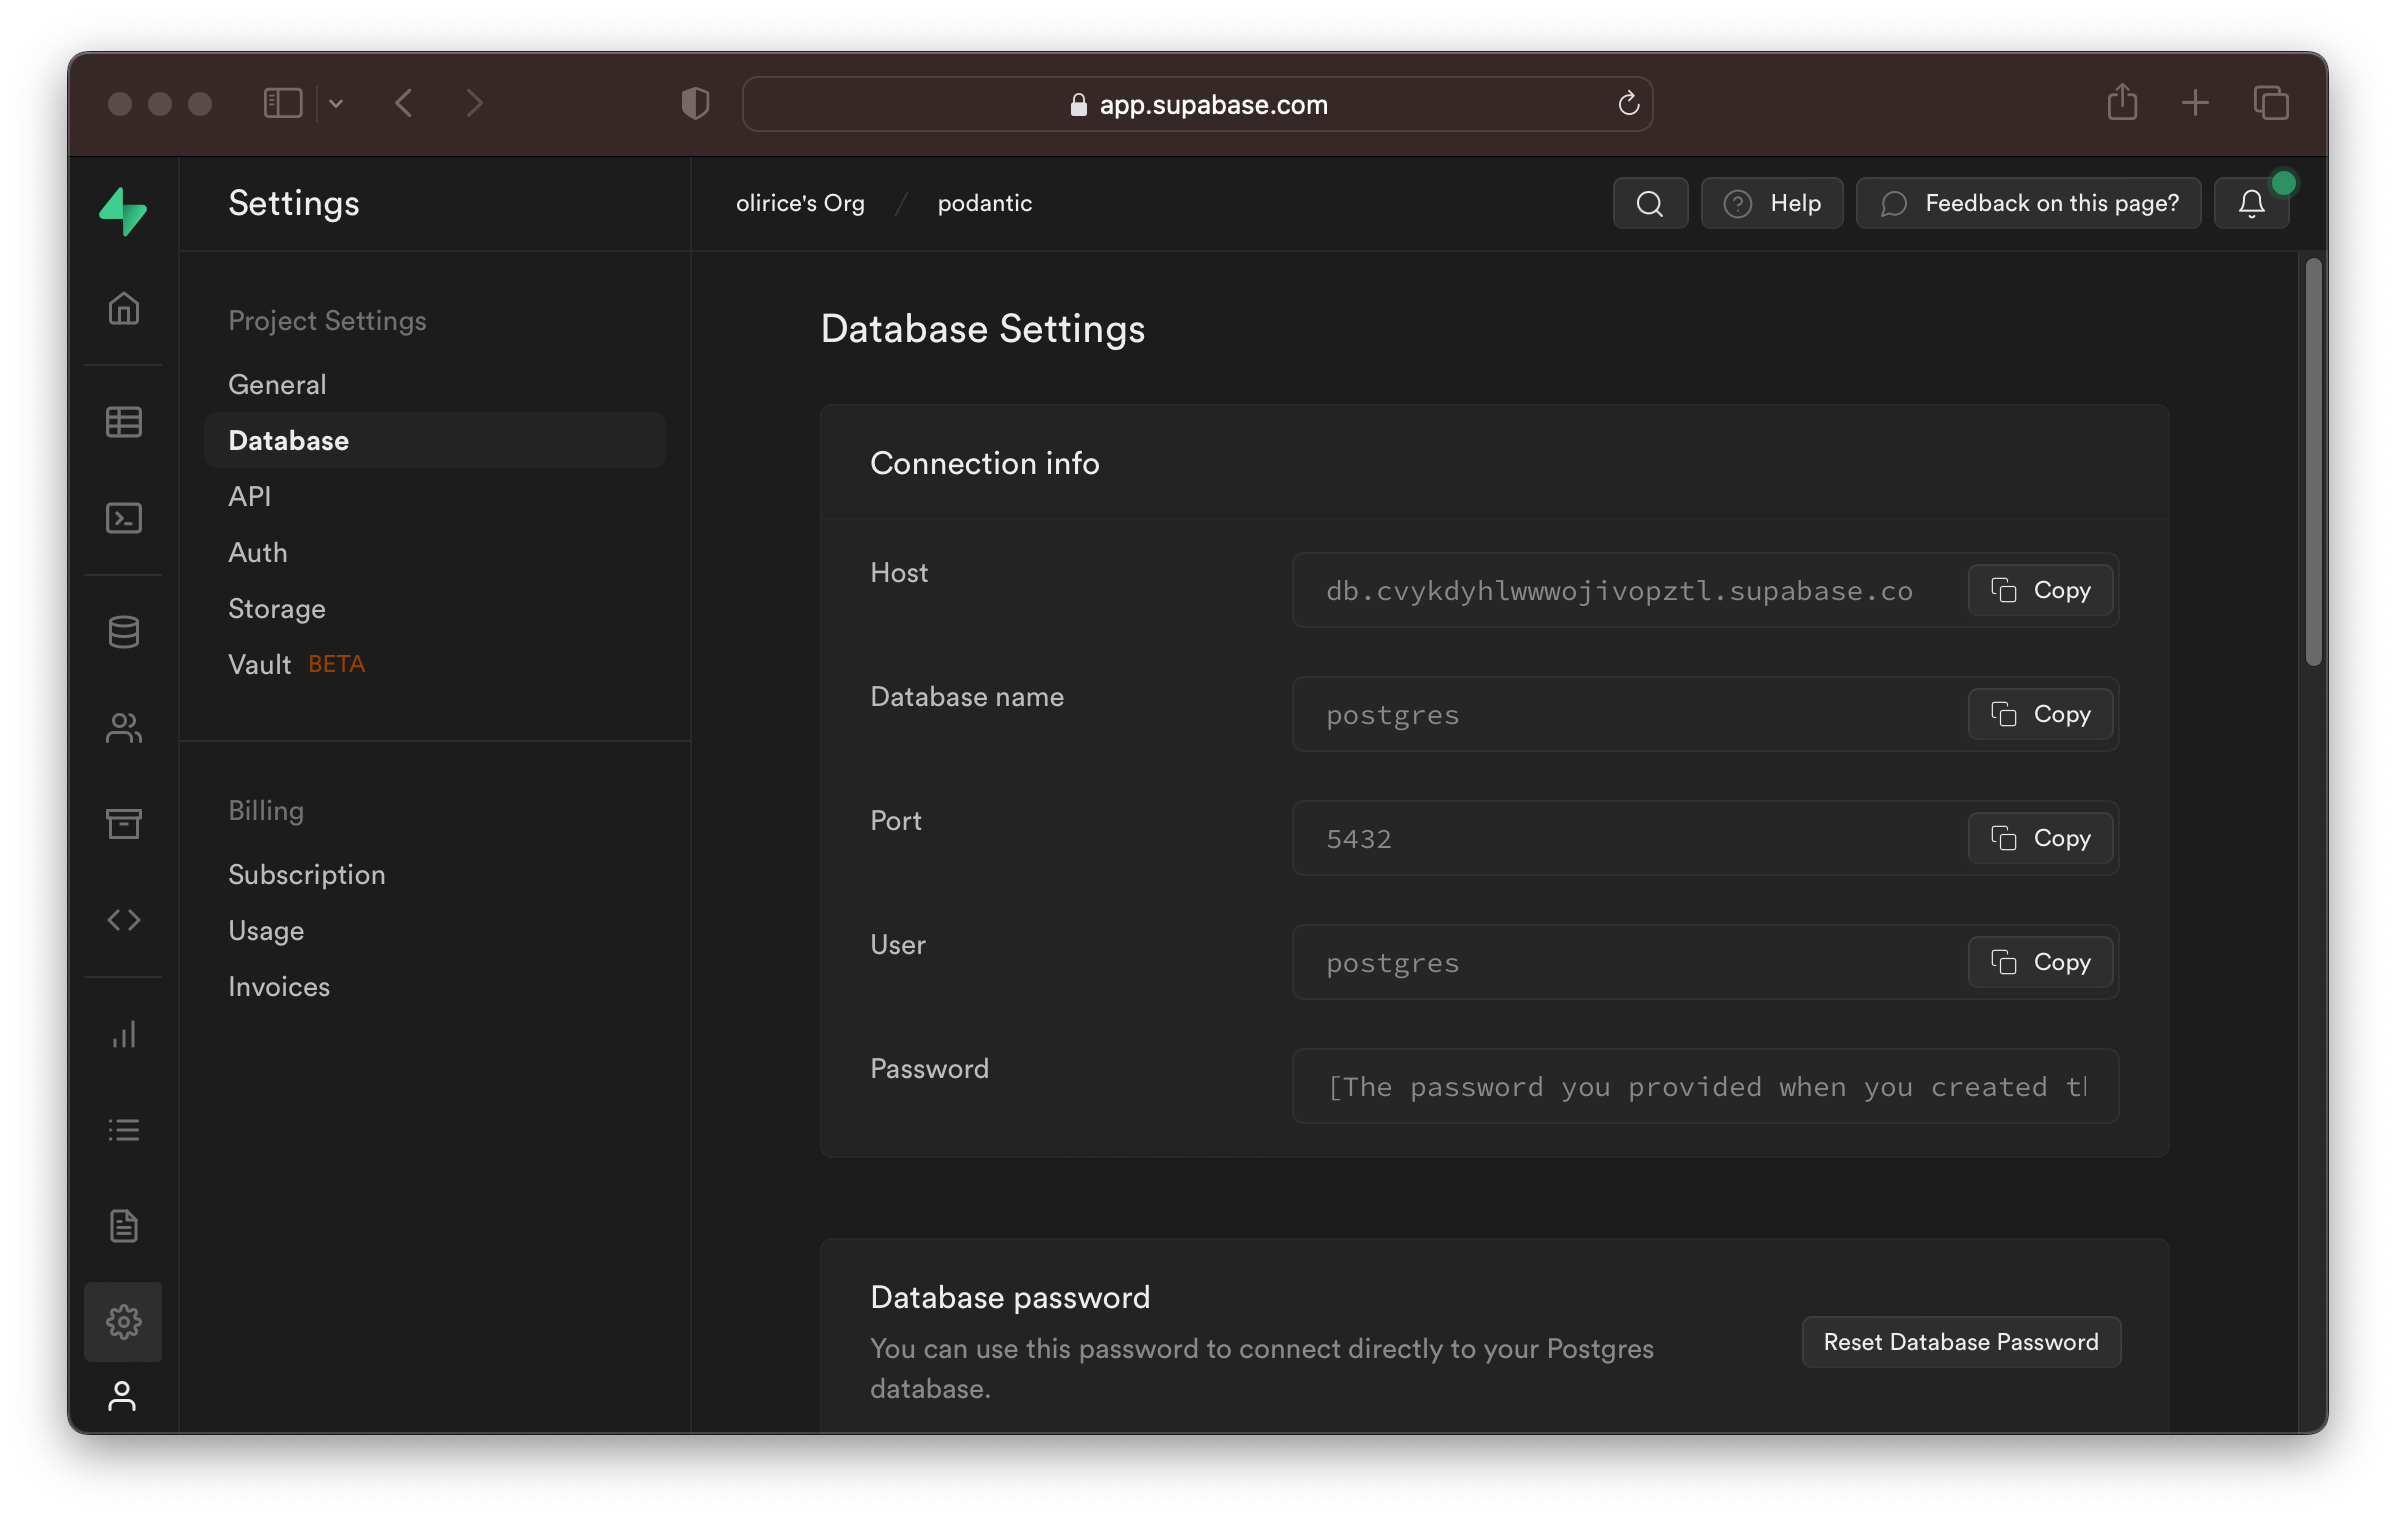 app.supabase.com
Settings
olirice's Org / podantic
Help
Feedback on this page?
Project Settings
General
Database
API
Auth
Storage
Vault BETA
Billing
Subscription
Usage
Invoices
Database Settings
Connection info
Host
db.cvykdyhlwwwojivopztl.supabase.co
Copy
Database name
postgres
Copy
Port
5432
Copy
User
postgres
Copy
Password
[The password you provided when you created
Database password
You can use this password to connect directly to your Postgres
database.
Reset Database Password